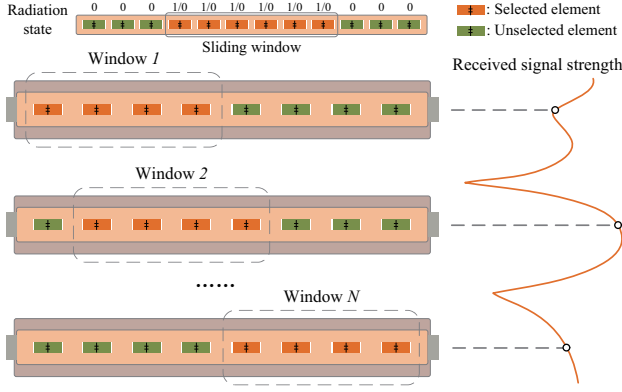 Radiation state
0 0 0 1/0 1/0 1/0 1/0 1/0 1/0 0 0 0
Sliding window
: Selected element
: Unselected element
Window 1
Received signal strength
Window 2
......
Window N